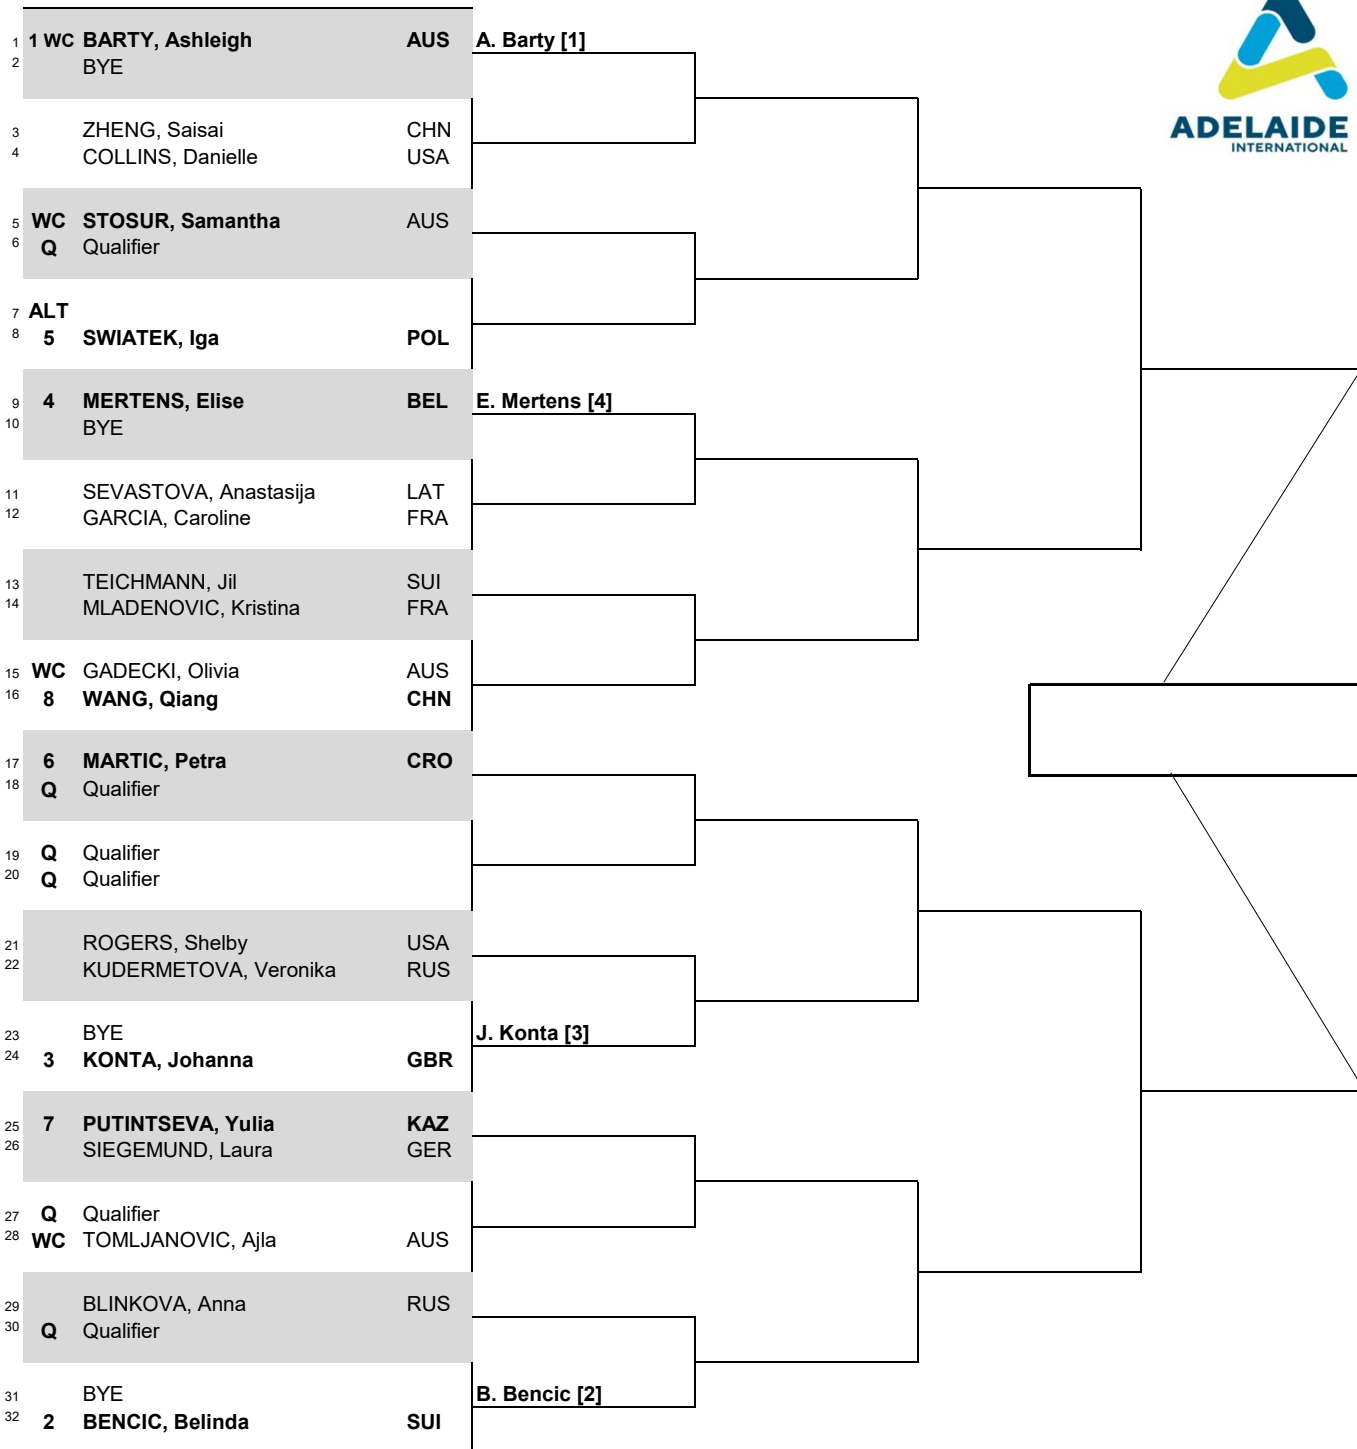 ADELAIDE
INTERNATIONAL
1 1 WC BARTY, Ashleigh AUS A. Barty [1]
2 BYE
3 ZHENG, Saisai CHN
4 COLLINS, Danielle USA
5 WC STOSUR, Samantha AUS
6 Q Qualifier
7 ALT
8 5 SWIATEK, Iga POL
9 4 MERTENS, Elise BEL E. Mertens [4]
10 BYE
11 SEVASTOVA, Anastasija LAT
12 GARCIA, Caroline FRA
13 TEICHMANN, Jil SUI
14 MLADENOVIC, Kristina FRA
15 WC GADECKI, Olivia AUS
16 8 WANG, Qiang CHN
17 6 MARTIC, Petra CRO
18 Q Qualifier
19 Q Qualifier
20 Q Qualifier
21 ROGERS, Shelby USA
22 KUDERMETOVA, Veronika RUS
23 BYE J. Konta [3]
24 3 KONTA, Johanna GBR
25 7 PUTINTSEVA, Yulia KAZ
26 SIEGEMUND, Laura GER
27 Q Qualifier
28 WC TOMLJANOVIC, Ajla AUS
29 BLINKOVA, Anna RUS
30 Q Qualifier
31 BYE B. Bencic [2]
32 2 BENCIC, Belinda SUI